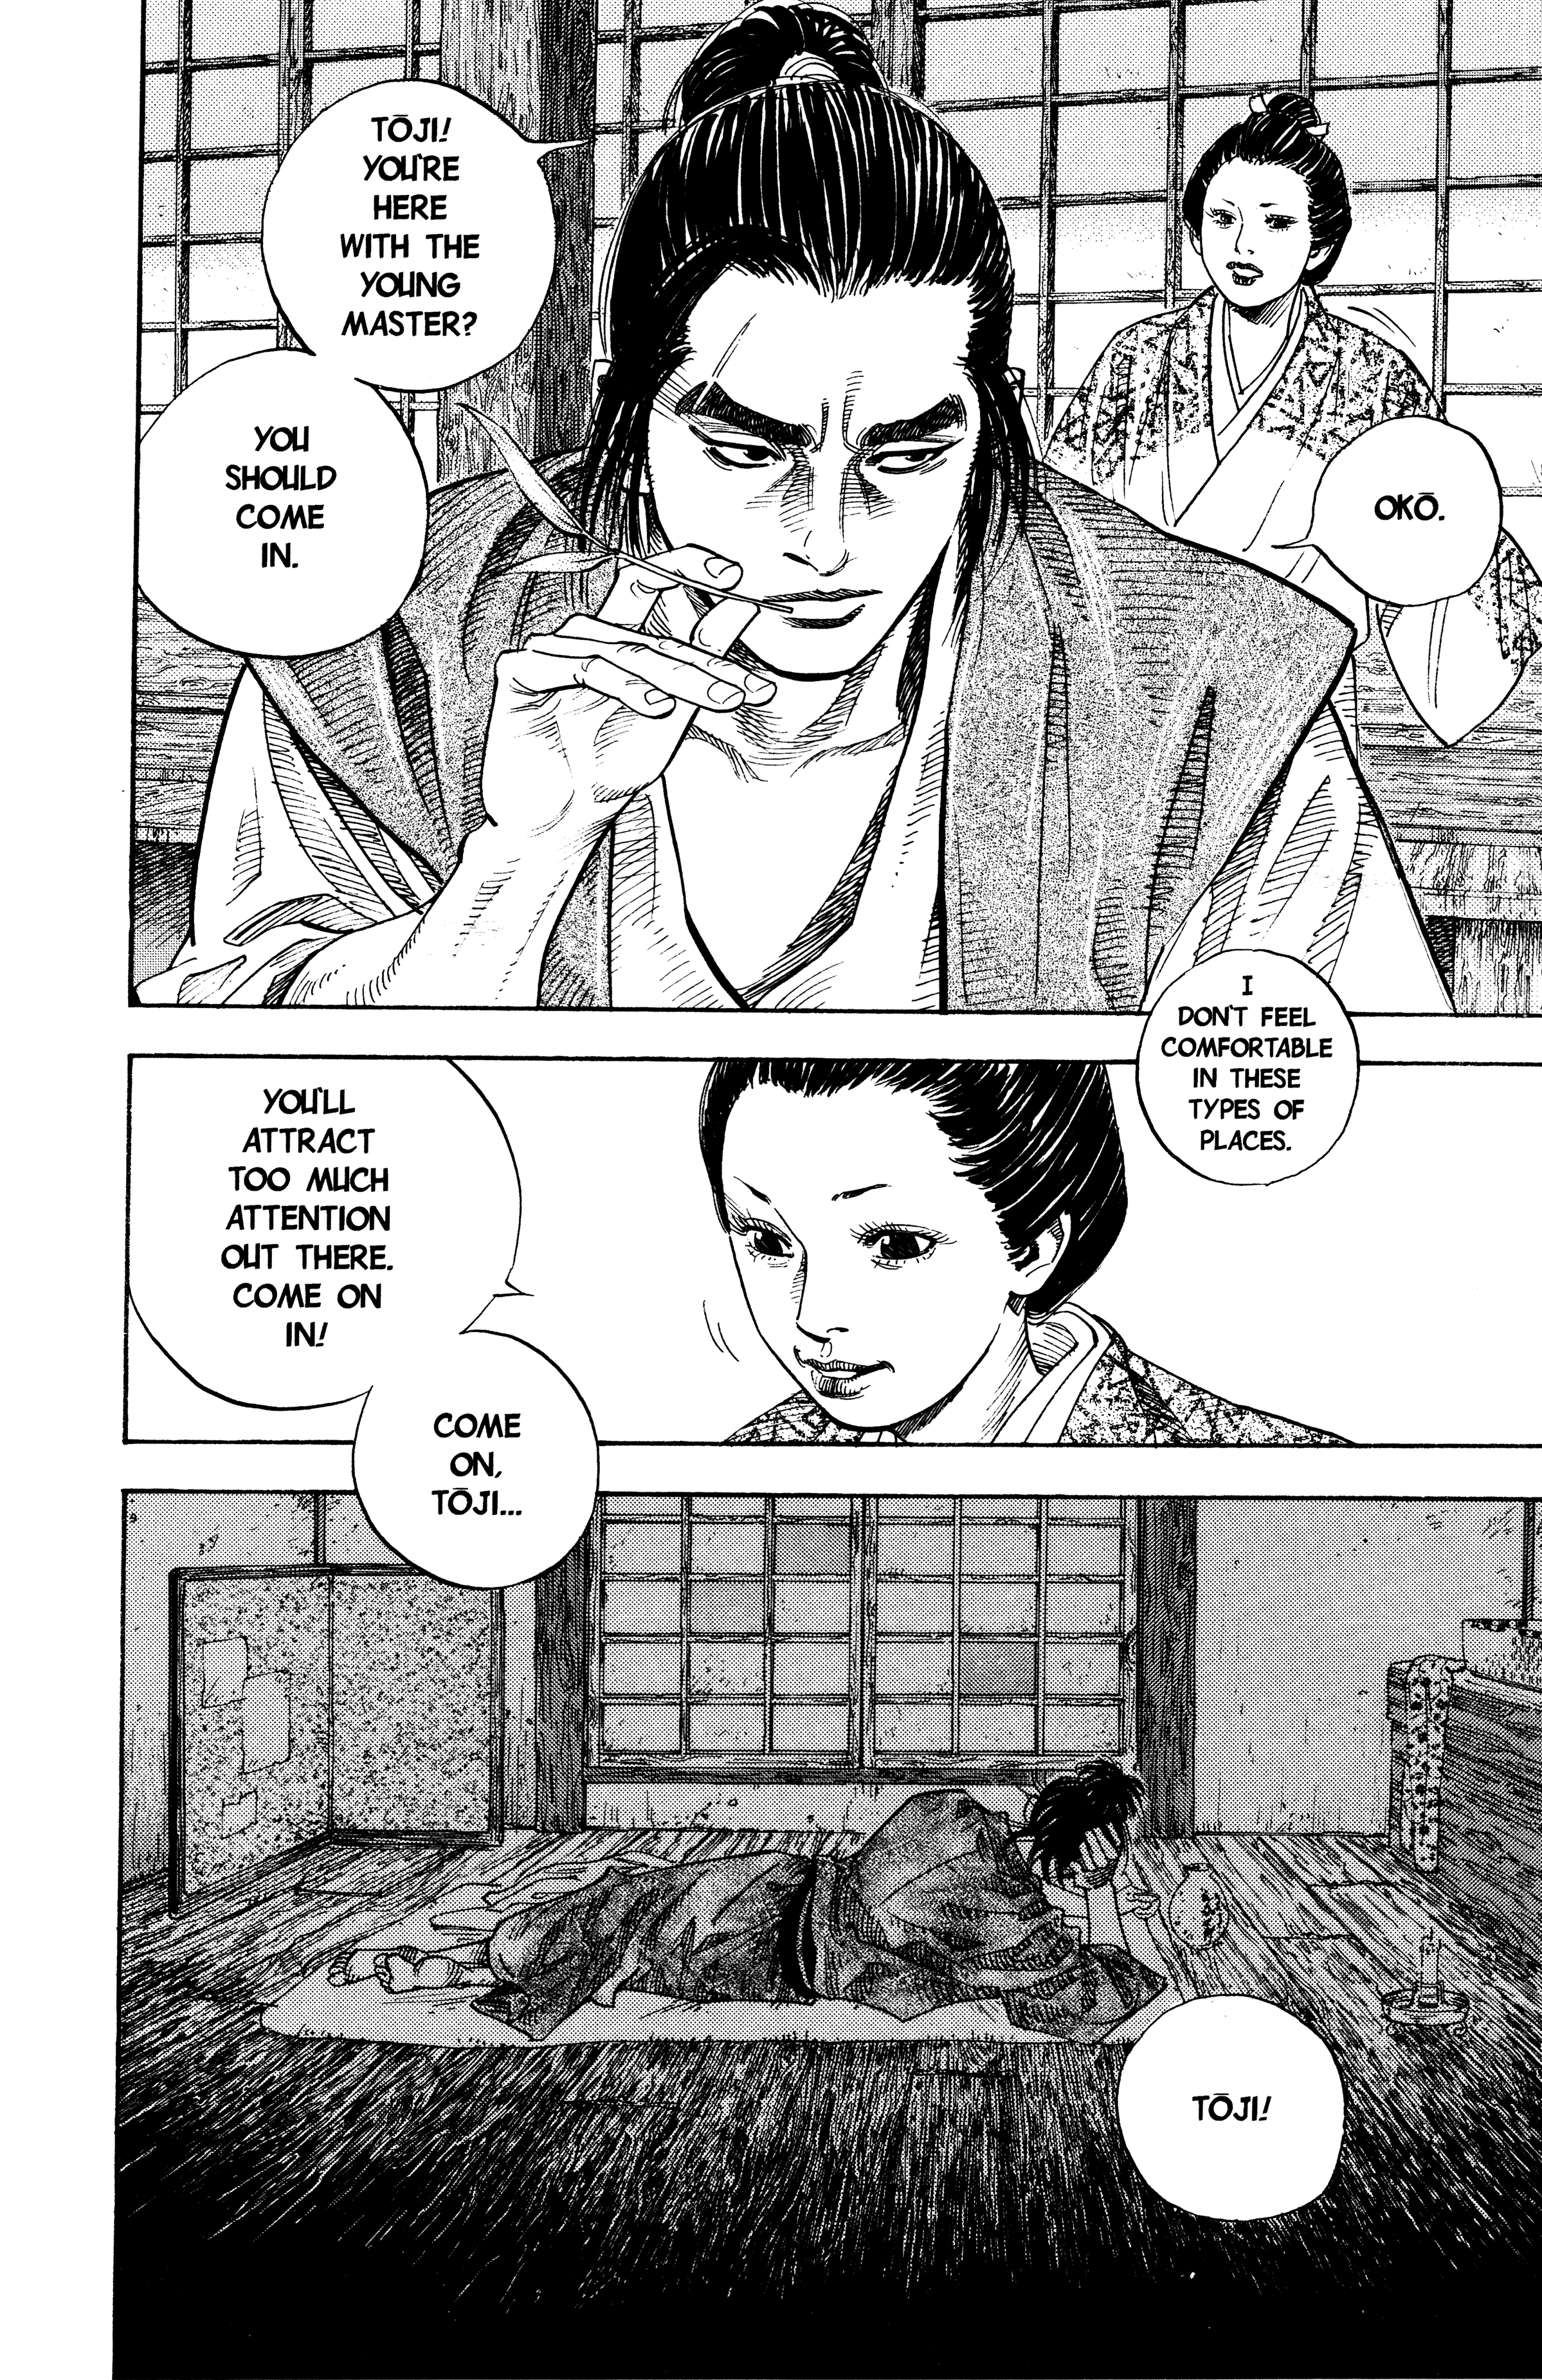 OKŌ.
TŌJI!
YOU'RE
HERE
WITH THE
YOUNG
MASTER?
YOU
SHOULD
COME
IN.
I
DON'T FEEL
COMFORTABLE
IN THESE
TYPES OF
PLACES.
YOU'LL
ATTRACT
TOO MUCH
ATTENTION
OUT THERE.
COME ON
IN!
COME
ON,
TŌJI...
TŌJI!